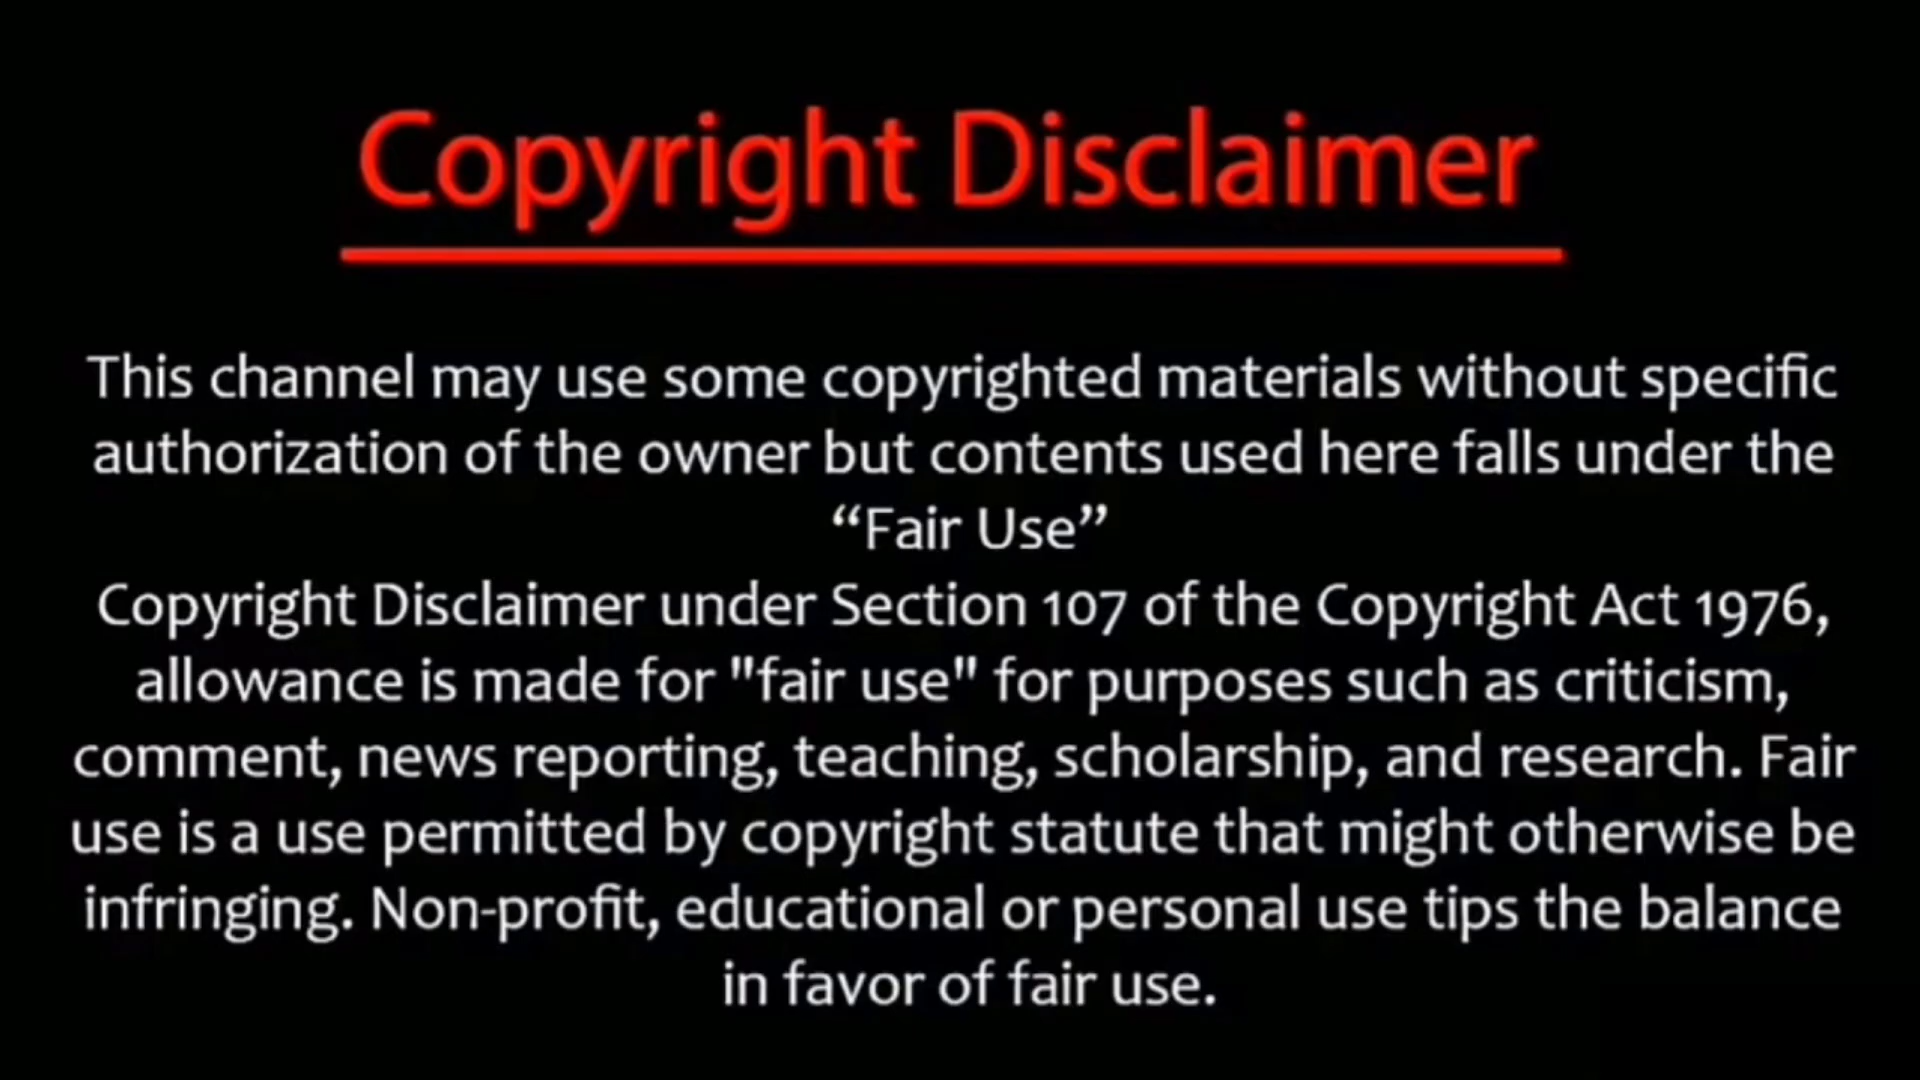 Copyright Disclaimer
This channel may use some copyrighted materials without specific
authorization of the owner but contents used here falls under the
“Fair Use”
Copyright Disclaimer under Section 107 of the Copyright Act 1976,
allowance is made for "fair use" for purposes such as criticism,
comment, news reporting, teaching, scholarship, and research. Fair
use is a use permitted by copyright statute that might otherwise be
infringing. Non-profit, educational or personal use tips the balance
in favor of fair use.